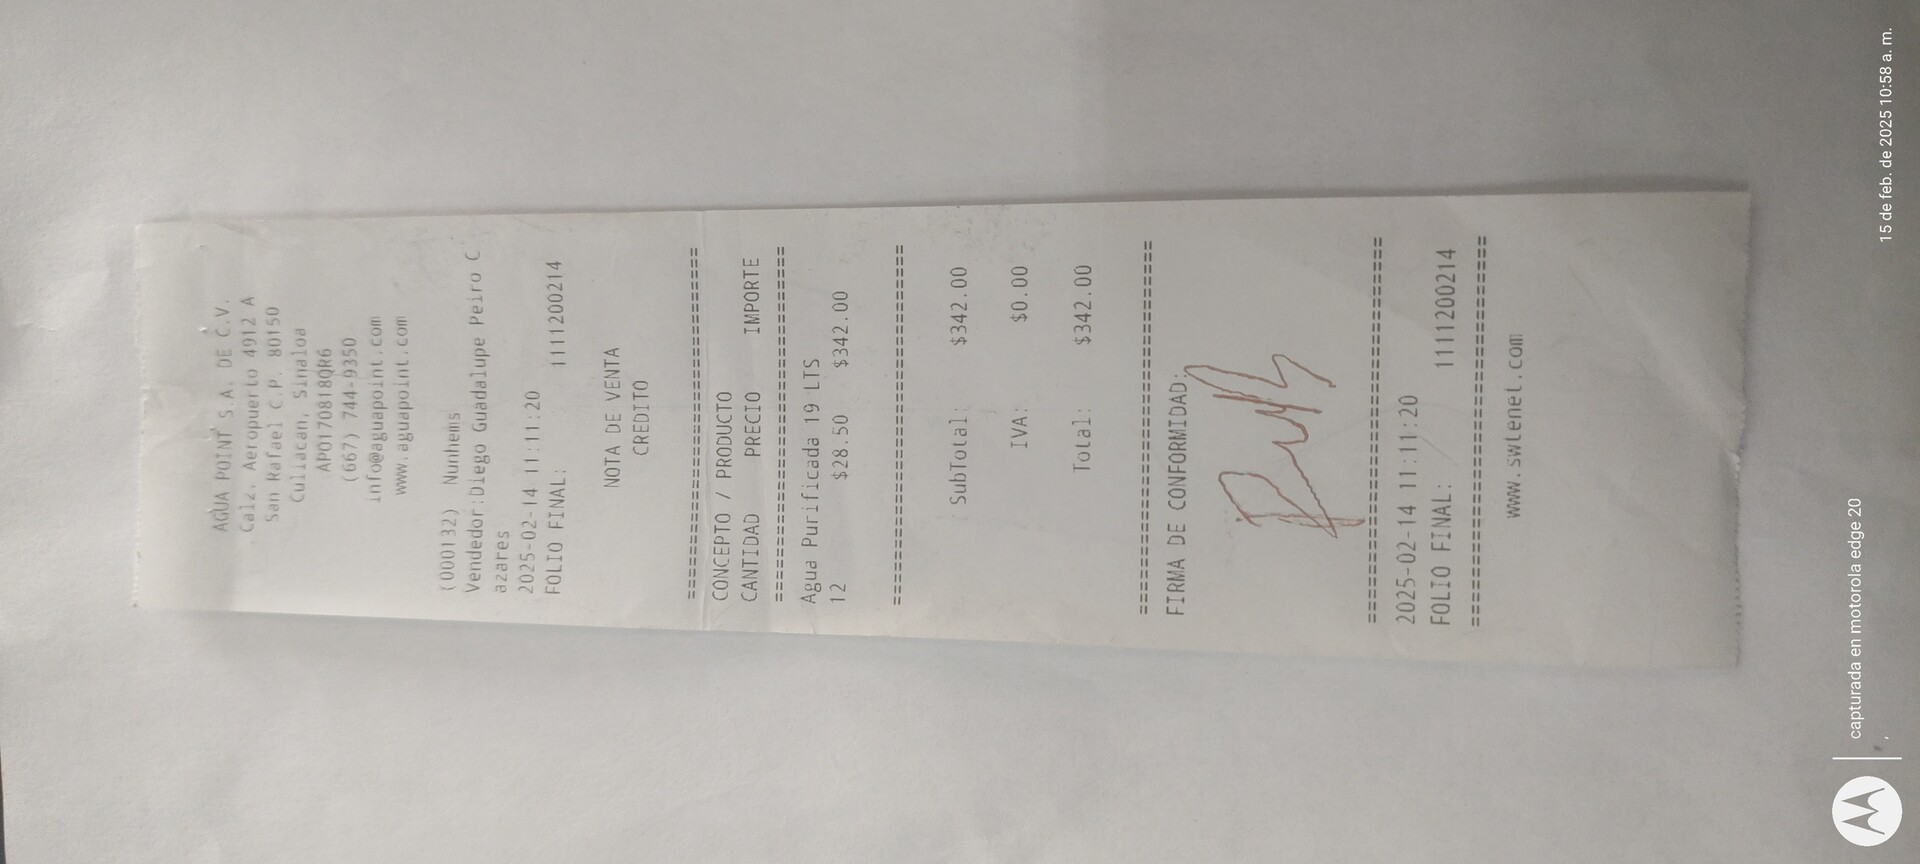 AGUA POINT S.A. DE C.V.
Calz. Aeropuerto 4912 A
San Rafael C.P. 80150
Culiacan, Sinaloa
APO170818QR6
(667) 744-9350
info@aguapoint.com
www.aguapoint.com
(000132) Nunhems
Vendedor:Diego Guadalupe Peiro C
azares
2025-02-14 11:11:20
FOLIO FINAL: 1111200214
NOTA DE VENTA
CREDITO
================================
CONCEPTO / PRODUCTO
CANTIDAD PRECIO IMPORTE
================================
Agua Purificada 19 LTS
12 $28.50 $342.00
================================
SubTotal: $342.00
IVA: $0.00
Total: $342.00
================================
FIRMA DE CONFORMIDAD:
================================
2025-02-14 11:11:20
FOLIO FINAL: 1111200214
================================
www.swtenet.com
capturada en motorola edge 20
15 de feb. de 2025 10:58 a. m.